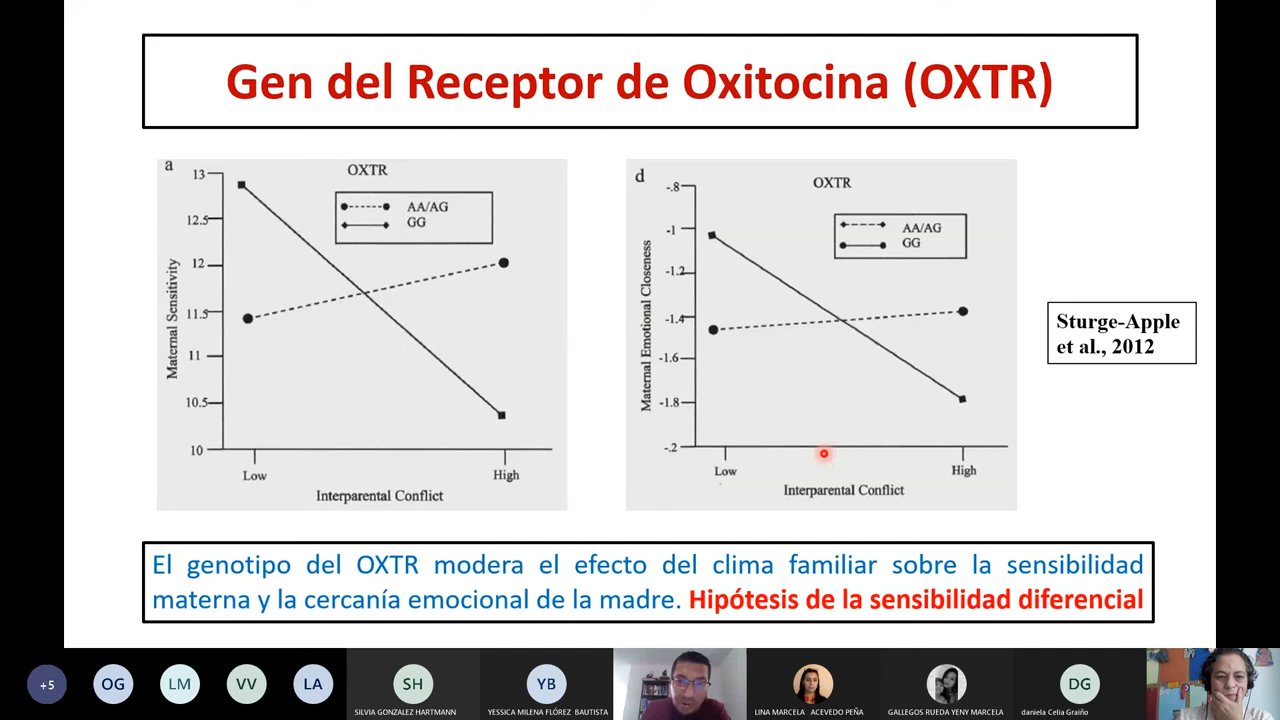 Gen del Receptor de Oxitocina (OXTR)
a
OXTR
13
12.5
12
11.5
11
10.5
10
AA/AG
GG
Maternal Sensitivity
Low
High
Interparental Conflict
d
OXTR
-.8
-1
-1.2
-1.4
-1.6
-1.8
-.2
AA/AG
GG
Maternal Emotional Closeness
Low
High
Interparental Conflict
Sturge-Apple
et al., 2012
El genotipo del OXTR modera el efecto del clima familiar sobre la sensibilidad
materna y la cercanía emocional de la madre. Hipótesis de la sensibilidad diferencial
+5
OG
LM
VV
LA
SH
SILVIA GONZALEZ HARTMANN
YB
YESSICA MILENA FLÓREZ BAUTISTA
LINA MARCELA ACEVEDO PEÑA
GALLEGOS RUEDA YENY MARCELA
DG
daniela Celia Graiño